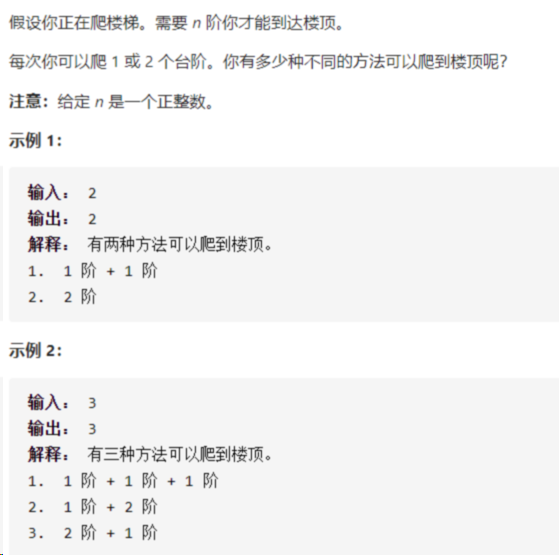 假设你正在爬楼梯。需要 n 阶你才能到达楼顶。
每次你可以爬 1 或 2 个台阶。你有多少种不同的方法可以爬到楼顶呢？
注意：给定 n 是一个正整数。
示例 1：
输入： 2
输出： 2
解释： 有两种方法可以爬到楼顶。
1. 1 阶 + 1 阶
2. 2 阶
示例 2：
输入： 3
输出： 3
解释： 有三种方法可以爬到楼顶。
1. 1 阶 + 1 阶 + 1 阶
2. 1 阶 + 2 阶
3. 2 阶 + 1 阶